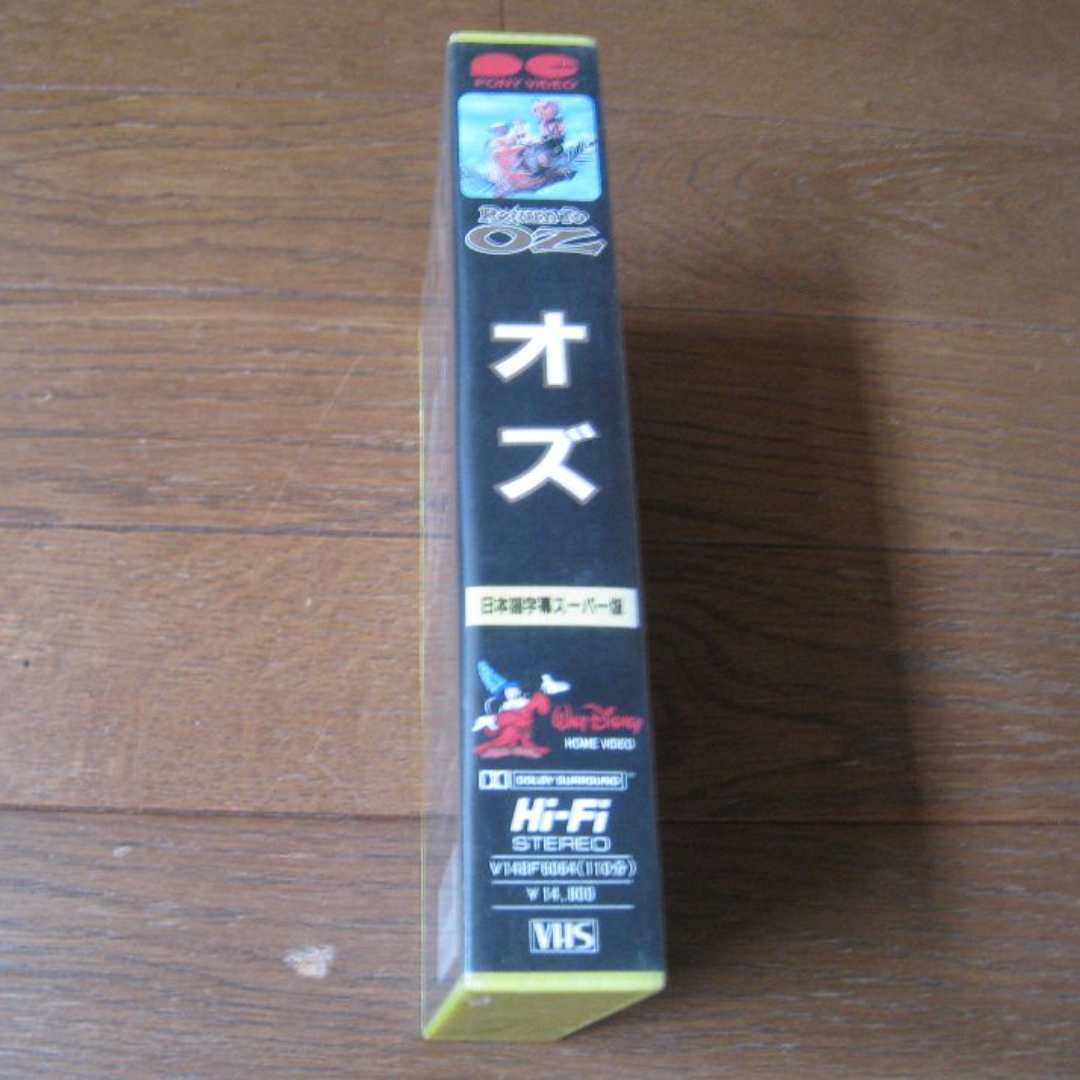 PONY VIDEO
Return to
OZ
オズ
日本語字幕スーパー版
WALT DISNEY
HOME VIDEO
DOLBY SURROUND
Hi-Fi
STEREO
V148F6064(110分)
¥14,800
VHS